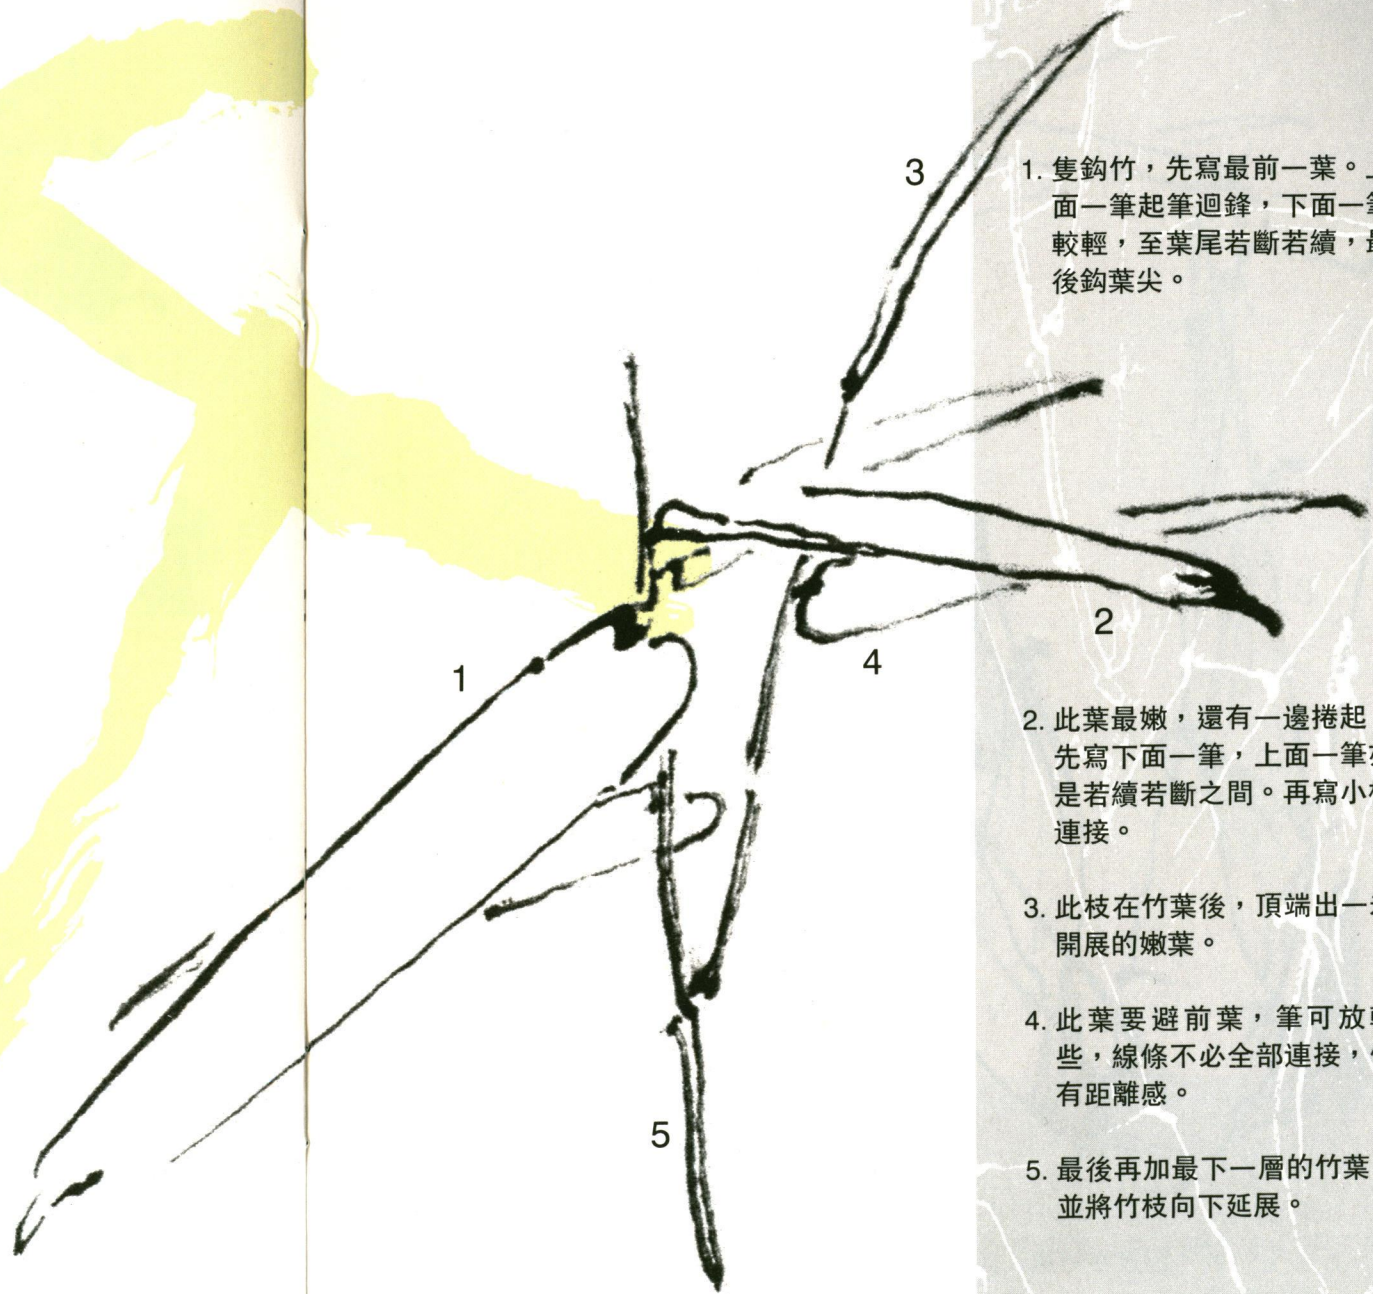 3
1
2
4
5
1. 隻鈎竹，先寫最前一葉。
面一筆起筆迴鋒，下面一
較輕，至葉尾若斷若續，
後鈎葉尖。
2. 此葉最嫩，還有一邊捲起
先寫下面一筆，上面一筆
是若續若斷之間。再寫小
連接。
3. 此枝在竹葉後，頂端出一
開展的嫩葉。
4. 此葉要避前葉，筆可放
些，線條不必全部連接，
有距離感。
5. 最後再加最下一層的竹葉
並將竹枝向下延展。